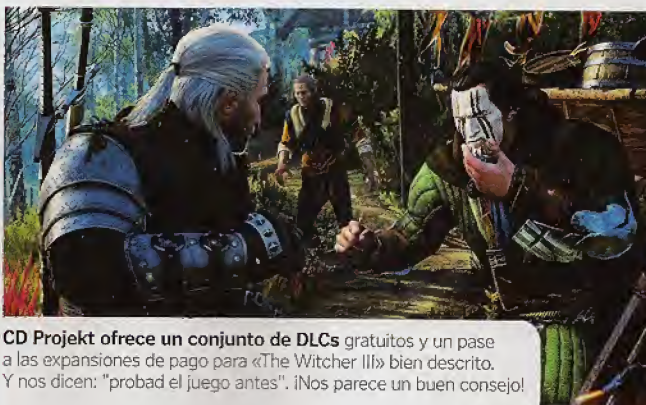 CD Projekt ofrece un conjunto de DLCs gratuitos y un pase
a las expansiones de pago para «The Witcher III» bien descrito.
Y nos dicen: "probad el juego antes". ¡Nos parece un buen consejo!